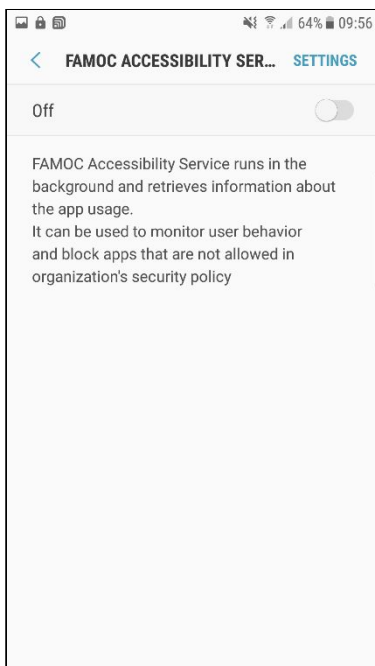 64% 09:56
FAMOC ACCESSIBILITY SER... SETTINGS
Off
FAMOC Accessibility Service runs in the
background and retrieves information about
the app usage.
It can be used to monitor user behavior
and block apps that are not allowed in
organization's security policy